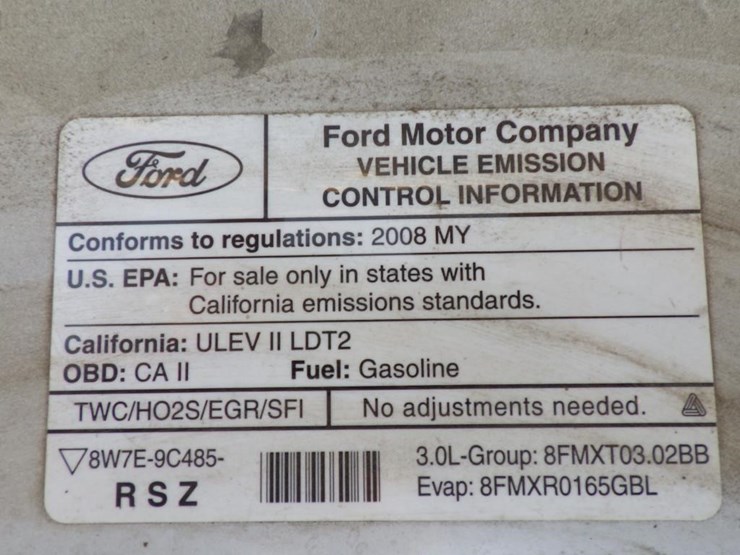 Ford
Ford Motor Company
VEHICLE EMISSION
CONTROL INFORMATION
Conforms to regulations: 2008 MY
U.S. EPA: For sale only in states with
California emissions standards.
California: ULEV II LDT2
OBD: CA II Fuel: Gasoline
TWC/HO2S/EGR/SFI No adjustments needed.
8W7E-9C485- 3.0L-Group: 8FMXT03.02BB
R S Z Evap: 8FMXR0165GBL